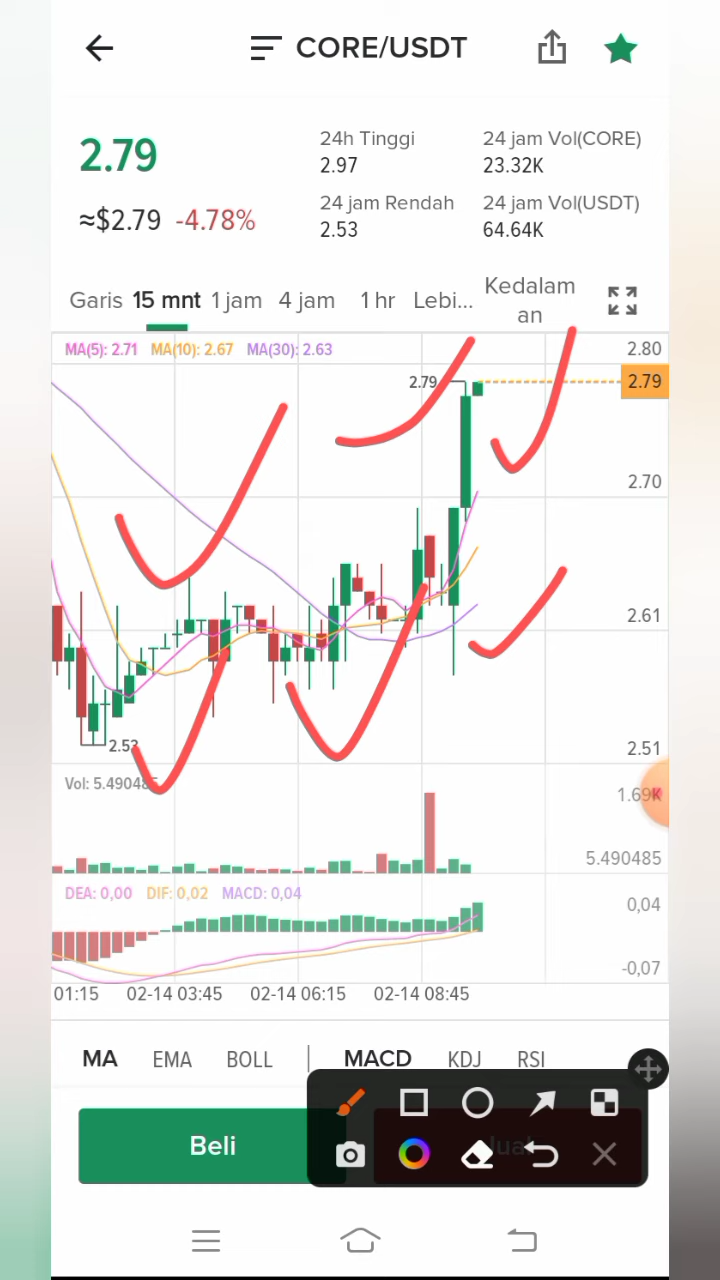 CORE/USDT
2.79
≈$2.79 -4.78%
24h Tinggi
2.97
24 jam Vol(CORE)
23.32K
24 jam Rendah
2.53
24 jam Vol(USDT)
64.64K
Garis 15 mnt 1 jam 4 jam 1 hr Lebi... Kedalam
an
MA(5): 2.71 MA(10): 2.67 MA(30): 2.63
2.80
2.79
2.79
2.70
2.61
2.53
2.51
Vol: 5.490485
1.69K
5.490485
DEA: 0,00 DIF: 0,02 MACD: 0,04
0,04
-0,07
01:15 02-14 03:45 02-14 06:15 02-14 08:45
MA EMA BOLL MACD KDJ RSI
Beli